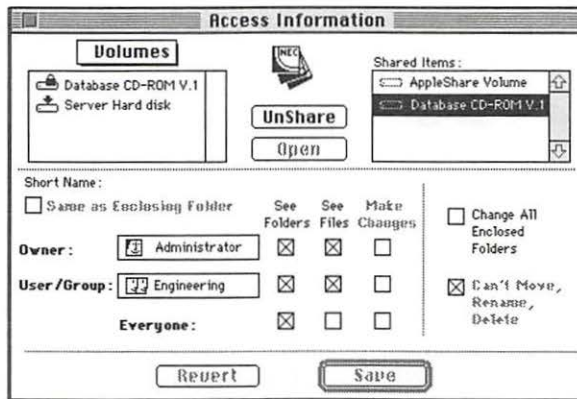 Access Information
Volumes
Database CD-ROM V.1
Server Hard disk
NEC
UnShare
Open
Shared Items:
AppleShare Volume
Database CD-ROM V.1
Short Name:
Same as Enclosing Folder
See Folders
See Files
Make Changes
Owner:
Administrator
User/Group:
Engineering
Everyone:
Change All
Enclosed
Folders
Can't Move,
Rename,
Delete
Revert
Save